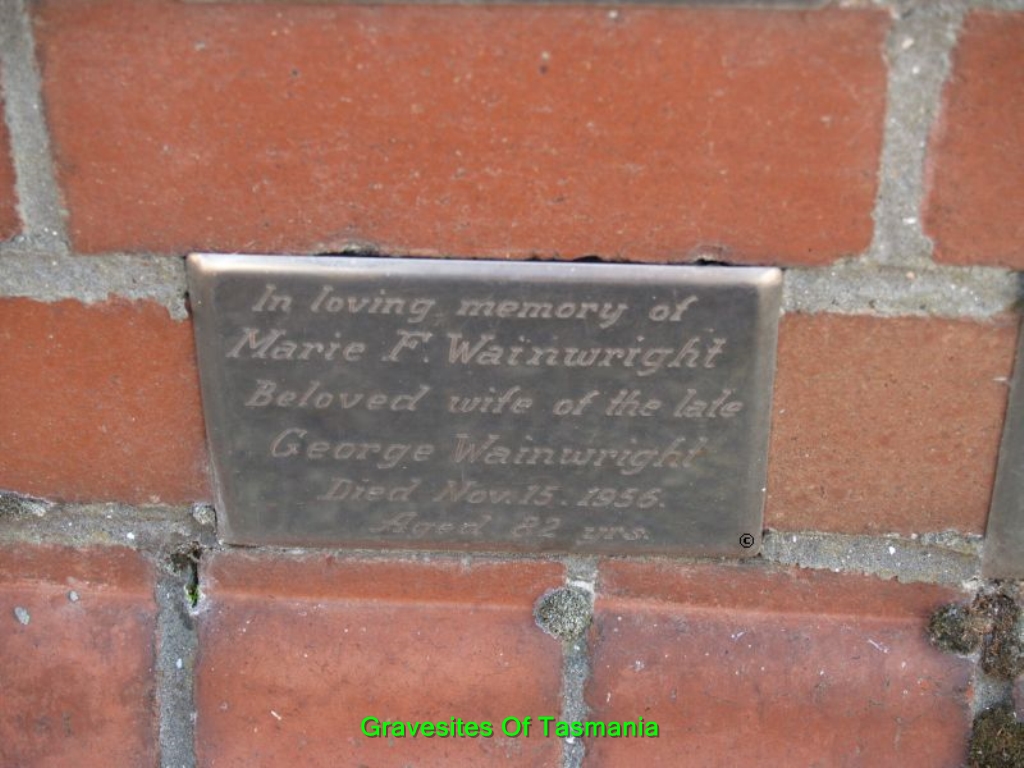 In loving memory of
Marie F. Wainwright
Beloved wife of the late
George Wainwright
Died Nov. 15. 1956.
Aged 82 yrs.
©
Gravesites Of Tasmania